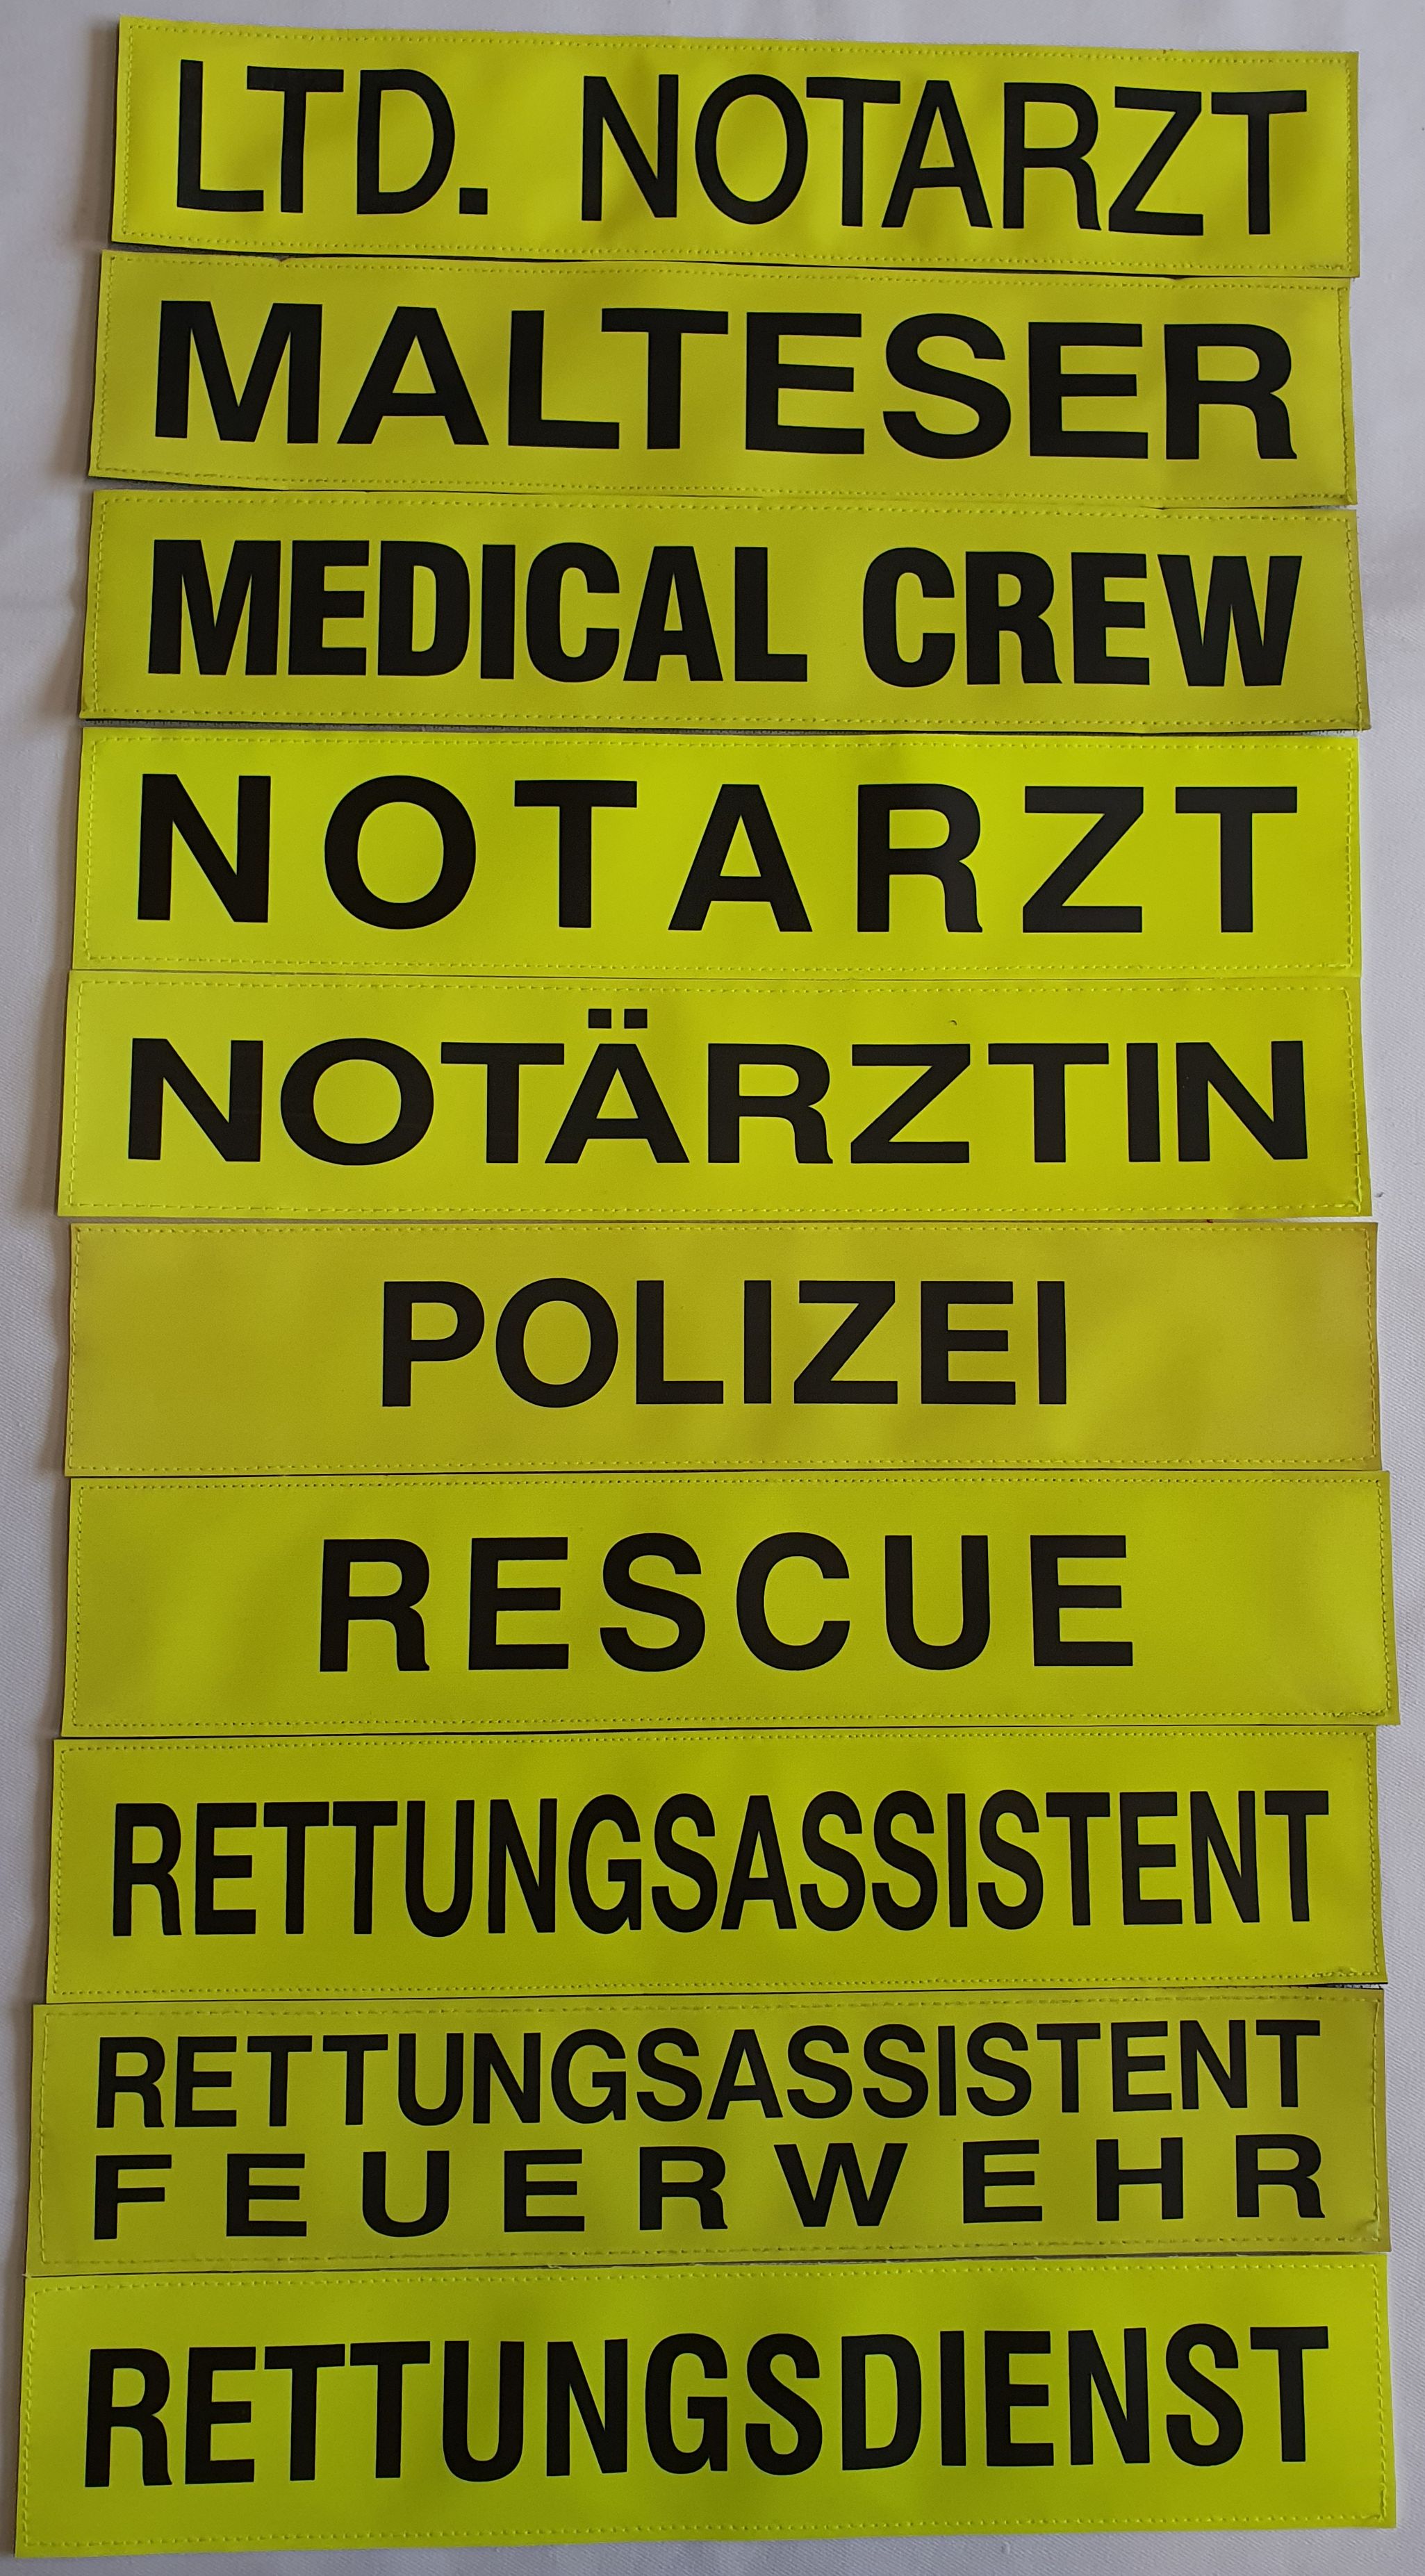 LTD. NOTARZT
MALTESER
MEDICAL CREW
NOTARZT
NOTÄRZTIN
POLIZEI
RESCUE
RETTUNGSASSISTENT
RETTUNGSASSISTENT
FEUERWEHR
RETTUNGSDIENST